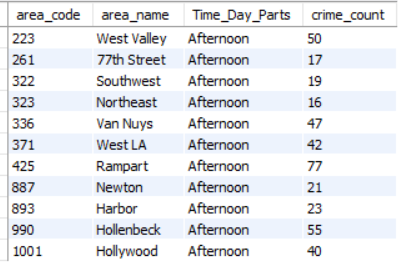 area_code area_name Time_Day_Parts crime_count
223 West Valley Afternoon 50
261 77th Street Afternoon 17
322 Southwest Afternoon 19
323 Northeast Afternoon 16
336 Van Nuys Afternoon 47
371 West LA Afternoon 42
425 Rampart Afternoon 77
887 Newton Afternoon 21
893 Harbor Afternoon 23
990 Hollenbeck Afternoon 55
1001 Hollywood Afternoon 40